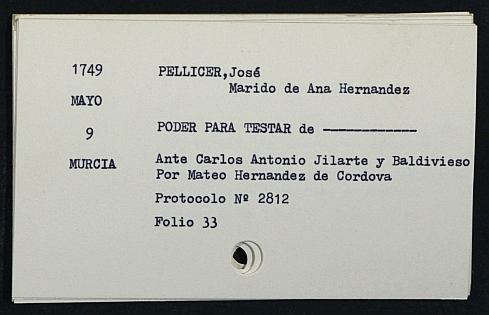 1749 PELLICER,José
Marido de Ana Hernandez
MAYO
9 PODER PARA TESTAR de ------------
MURCIA Ante Carlos Antonio Jilarte y Baldivieso
Por Mateo Hernandez de Cordova
Protocolo Nº 2812
Folio 33